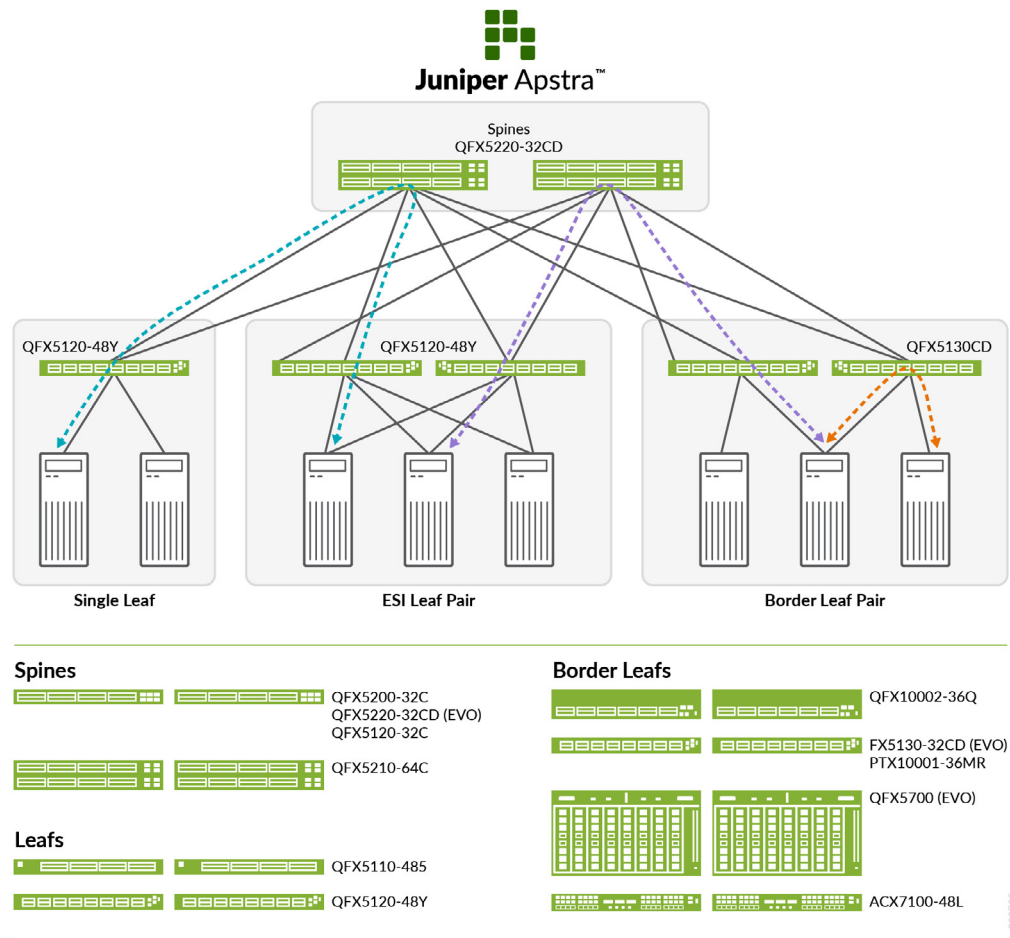 Juniper Apstra™
Spines
QFX5220-32CD
QFX5120-48Y
QFX5120-48Y
QFX5130CD
Single Leaf
ESI Leaf Pair
Border Leaf Pair
Spines
QFX5200-32C
QFX5220-32CD (EVO)
QFX5120-32C
QFX5210-64C
Leafs
QFX5110-485
QFX5120-48Y
Border Leafs
QFX10002-36Q
FX5130-32CD (EVO)
PTX10001-36MR
QFX5700 (EVO)
ACX7100-48L